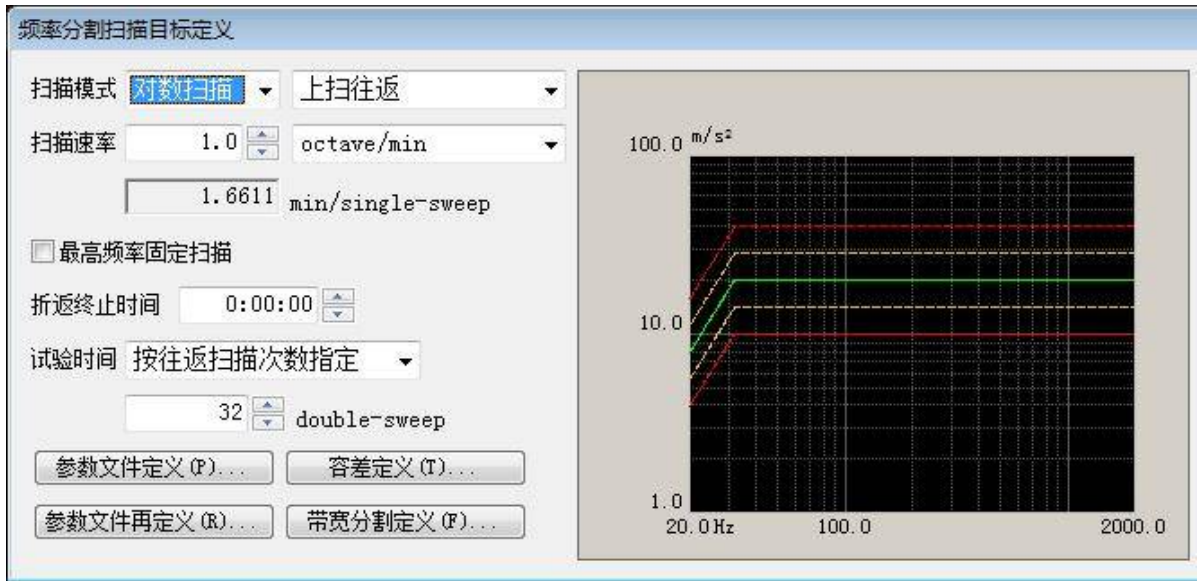 频率分割扫描目标定义
扫描模式 对数扫描 上扫往返
扫描速率 1.0 octave/min
1.6611 min/single-sweep
最高频率固定扫描
折返终止时间 0:00:00
试验时间 按往返扫描次数指定
32 double-sweep
参数文件定义(P)... 容差定义(T)...
参数文件再定义(R)... 带宽分割定义(F)...
100.0 m/s²
10.0
1.0
20.0Hz 100.0 2000.0